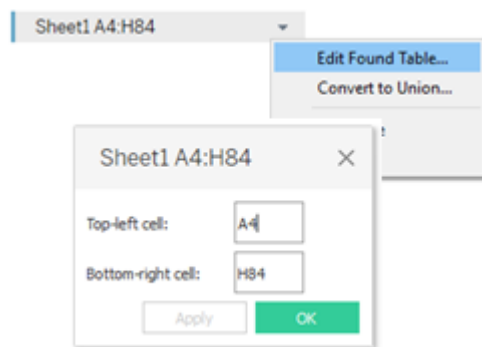 Sheet1 A4:H84
Edit Found Table...
Convert to Union...
Sheet1 A4:H84
Top-left cell:
A4
Bottom-right cell:
H84
Apply
OK